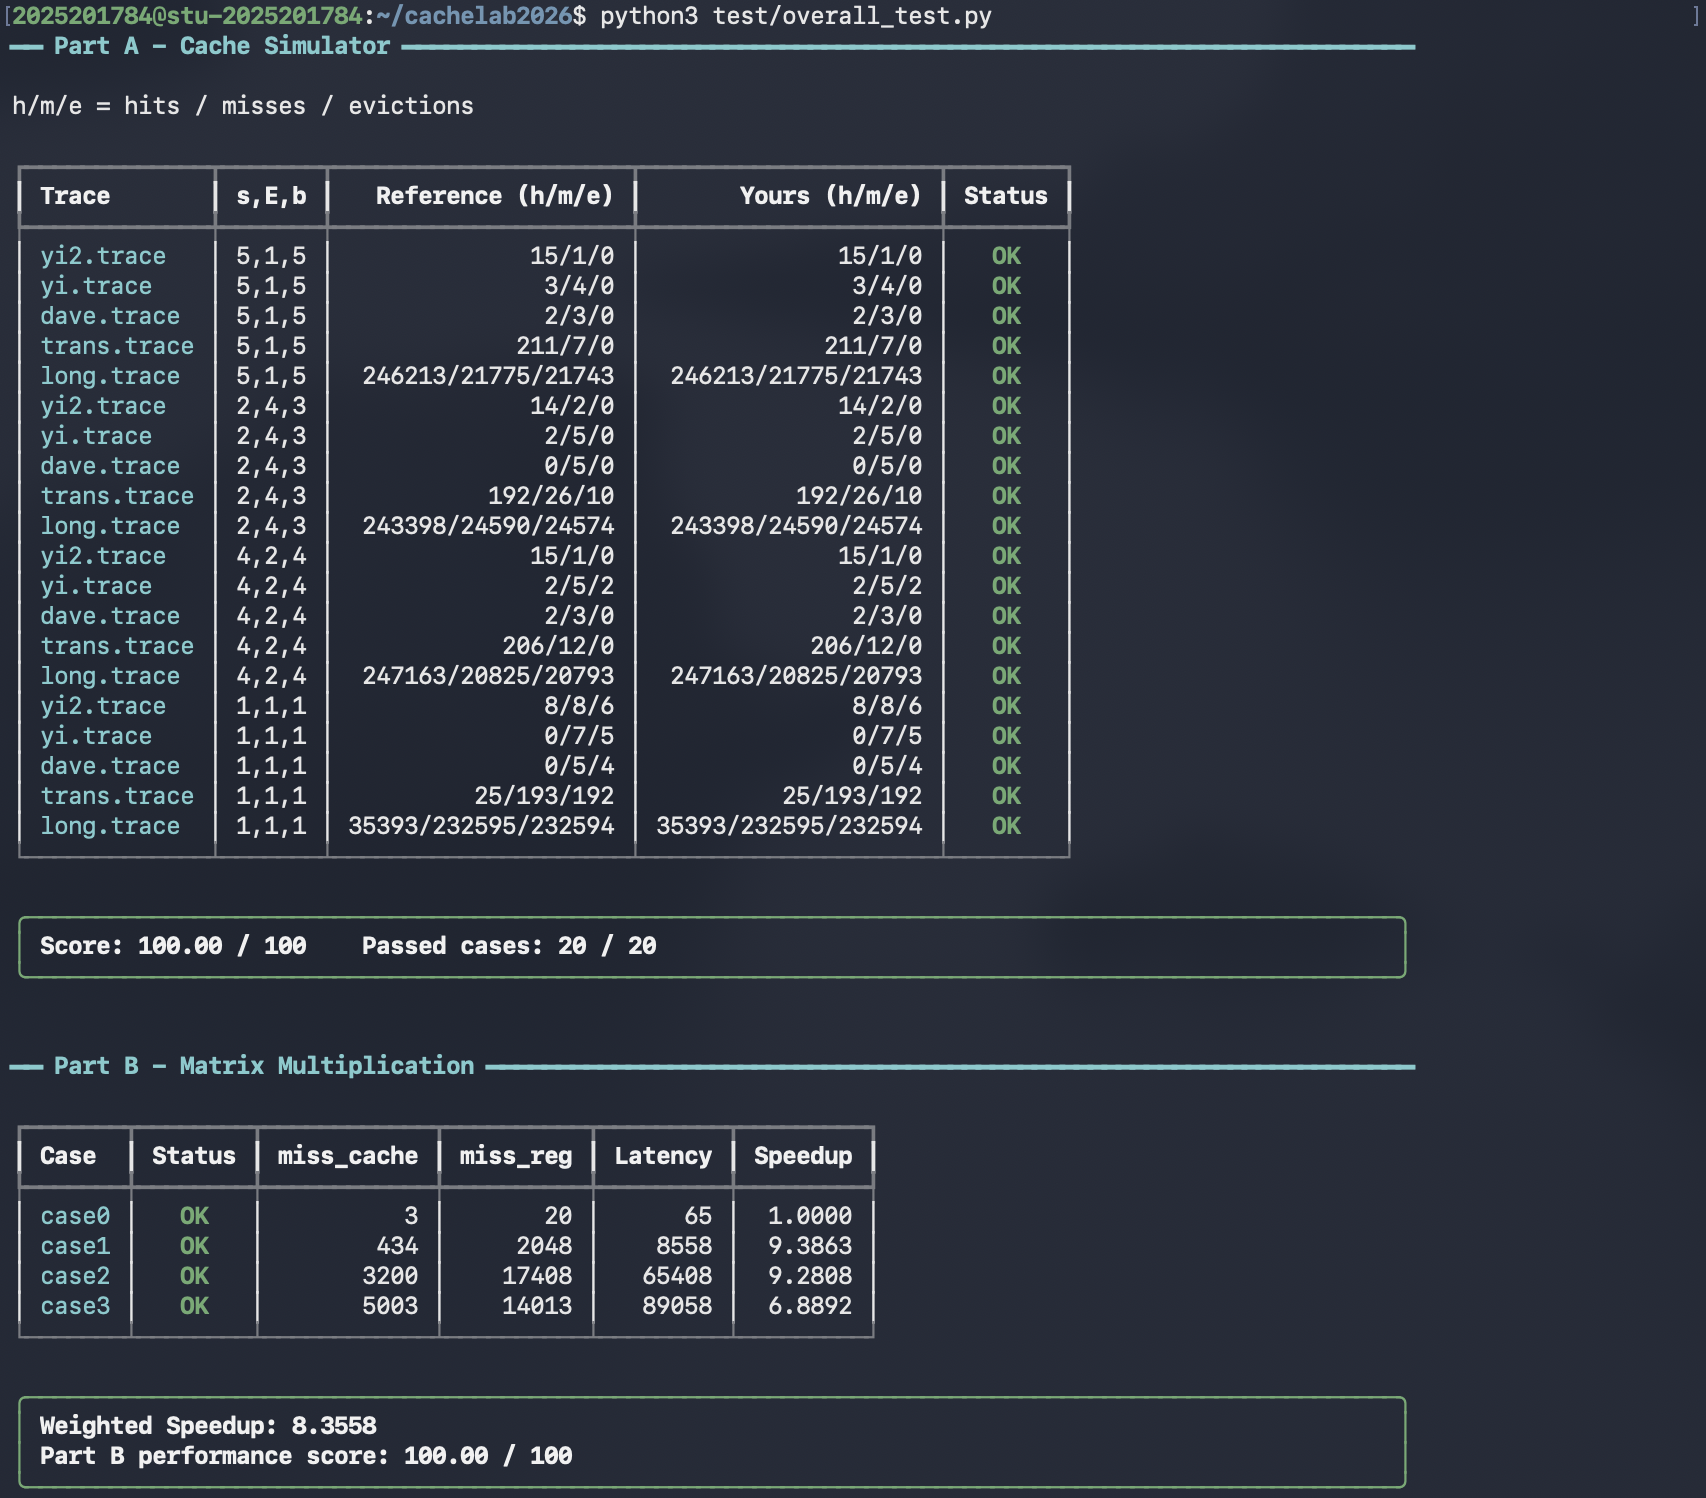 [2025201784@stu-2025201784:~/cachelab2026$ python3 test/overall_test.py ]
Part A - Cache Simulator
h/m/e = hits / misses / evictions
Trace s,E,b Reference (h/m/e) Yours (h/m/e) Status
yi2.trace 5,1,5 15/1/0 15/1/0 OK
yi.trace 5,1,5 3/4/0 3/4/0 OK
dave.trace 5,1,5 2/3/0 2/3/0 OK
trans.trace 5,1,5 211/7/0 211/7/0 OK
long.trace 5,1,5 246213/21775/21743 246213/21775/21743 OK
yi2.trace 2,4,3 14/2/0 14/2/0 OK
yi.trace 2,4,3 2/5/0 2/5/0 OK
dave.trace 2,4,3 0/5/0 0/5/0 OK
trans.trace 2,4,3 192/26/10 192/26/10 OK
long.trace 2,4,3 243398/24590/24574 243398/24590/24574 OK
yi2.trace 4,2,4 15/1/0 15/1/0 OK
yi.trace 4,2,4 2/5/2 2/5/2 OK
dave.trace 4,2,4 2/3/0 2/3/0 OK
trans.trace 4,2,4 206/12/0 206/12/0 OK
long.trace 4,2,4 247163/20825/20793 247163/20825/20793 OK
yi2.trace 1,1,1 8/8/6 8/8/6 OK
yi.trace 1,1,1 0/7/5 0/7/5 OK
dave.trace 1,1,1 0/5/4 0/5/4 OK
trans.trace 1,1,1 25/193/192 25/193/192 OK
long.trace 1,1,1 35393/232595/232594 35393/232595/232594 OK
Score: 100.00 / 100 Passed cases: 20 / 20
Part B - Matrix Multiplication
Case Status miss_cache miss_reg Latency Speedup
case0 OK 3 20 65 1.0000
case1 OK 434 2048 8558 9.3863
case2 OK 3200 17408 65408 9.2808
case3 OK 5003 14013 89058 6.8892
Weighted Speedup: 8.3558
Part B performance score: 100.00 / 100